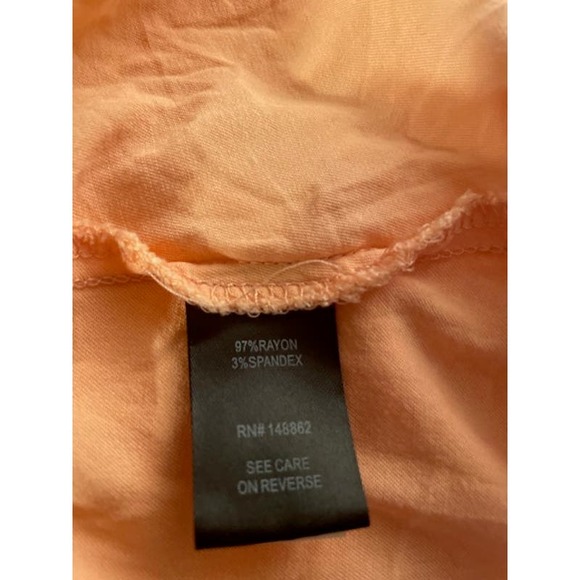 97%RAYON
3%SPANDEX
RN# 148862
SEE CARE
ON REVERSE